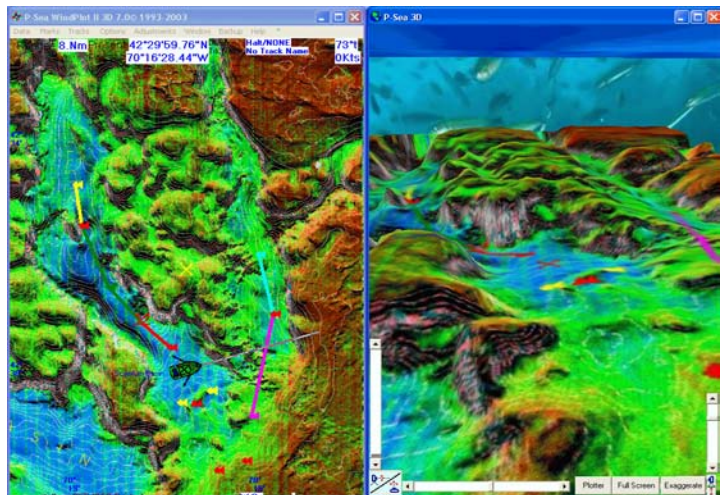 P-Sea WindPlot II 3D 7.0© 1993-2003
Data Marks Tracks Options Adjustments Window Backup Help
8.Nm
42°29'59.76"N
70°16'28.44"W
Halt/NONE
No Track Name
73°t
0Kts
P-Sea 3D
Plotter Full Screen Exaggerate